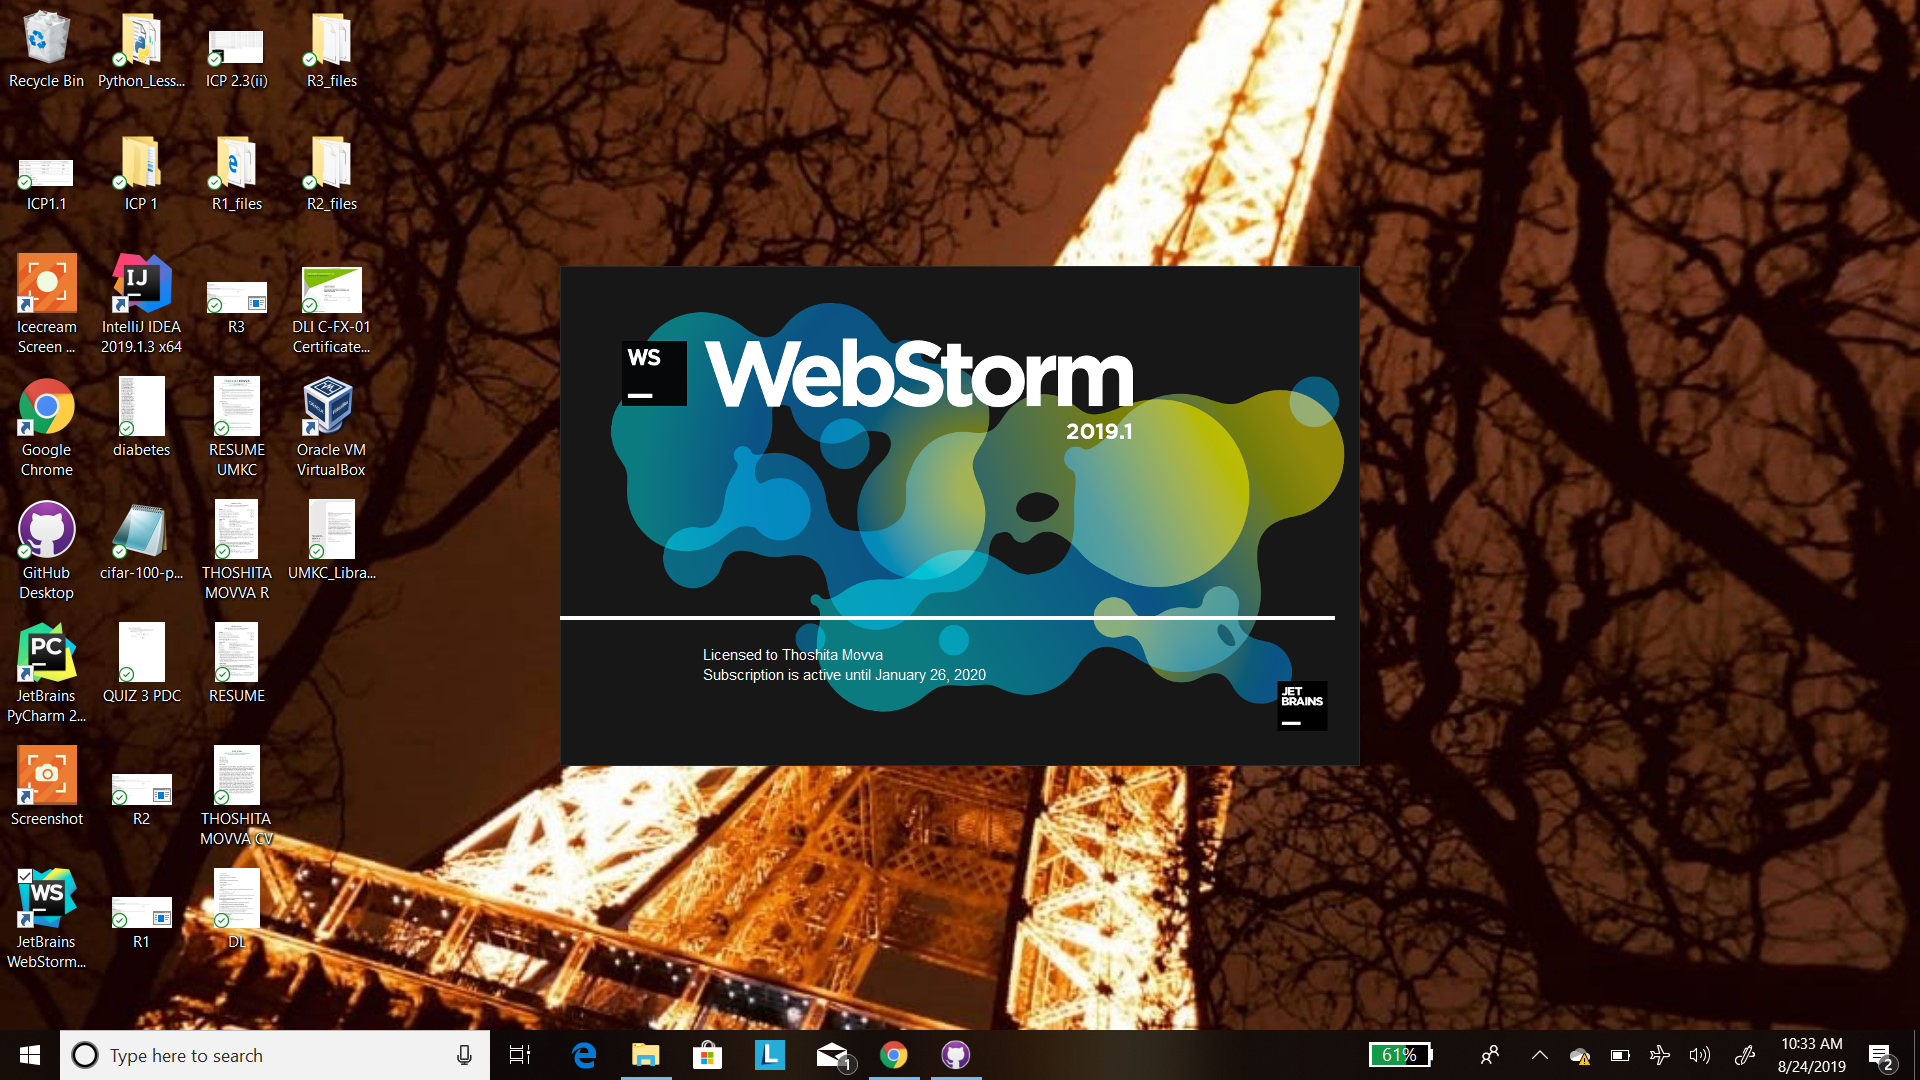 Recycle Bin
Python_Less...
ICP 2.3(ii)
R3_files
ICP1.1
ICP 1
R1_files
R2_files
Icecream
Screen ...
IJ
IntelliJ IDEA
2019.1.3 x64
R3
DLI C-FX-01
Certificate...
Google
Chrome
diabetes
RESUME
UMKC
Oracle VM
VirtualBox
GitHub
Desktop
cifar-100-p...
THOSHITA
MOVVA R
UMKC_Libra...
PC
JetBrains
PyCharm 2...
QUIZ 3 PDC
RESUME
Screenshot
R2
THOSHITA
MOVVA CV
WS
JetBrains
WebStorm...
R1
DL
WS
WebStorm
2019.1
Licensed to Thoshita Movva
Subscription is active until January 26, 2020
JET
BRAINS
Type here to search
L
1
61%
10:33 AM
8/24/2019
2